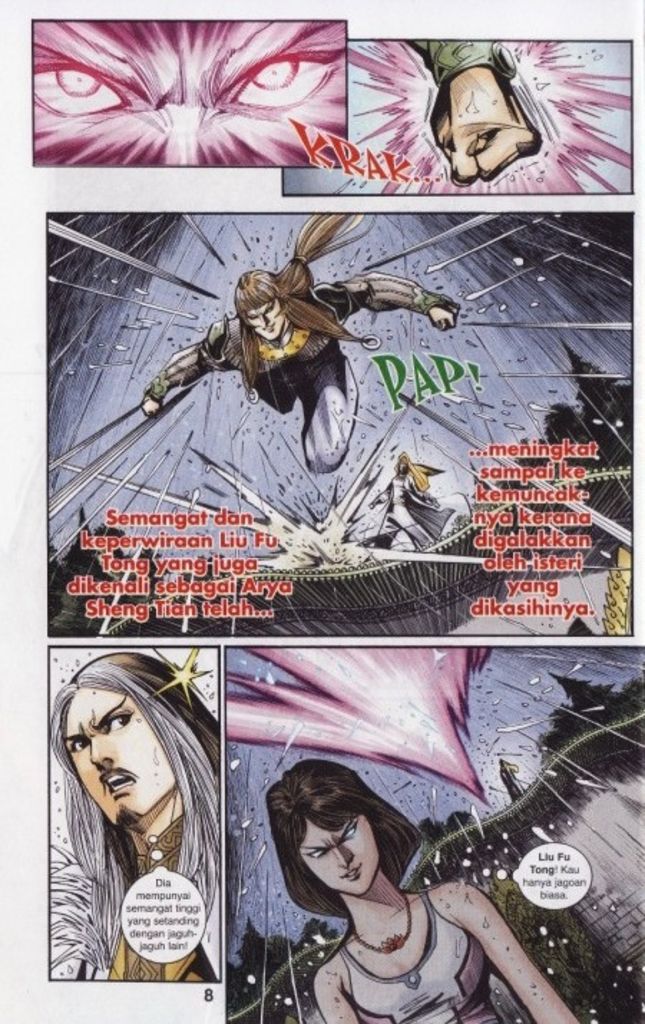 KRAK...
PAP!
Semangat dan
keperwiraan Liu Fu
Tong yang juga
dikenali sebagai Arya
Sheng Tian telah...
...meningkat
sampai ke
kemuncak-
nya kerana
digalakkan
oleh isteri
yang
dikasihinya.
Dia
mempunyai
semangat tinggi
yang setanding
dengan jaguh-
jaguh lain!
Liu Fu
Tong! Kau
hanya jagoan
biasa.
8